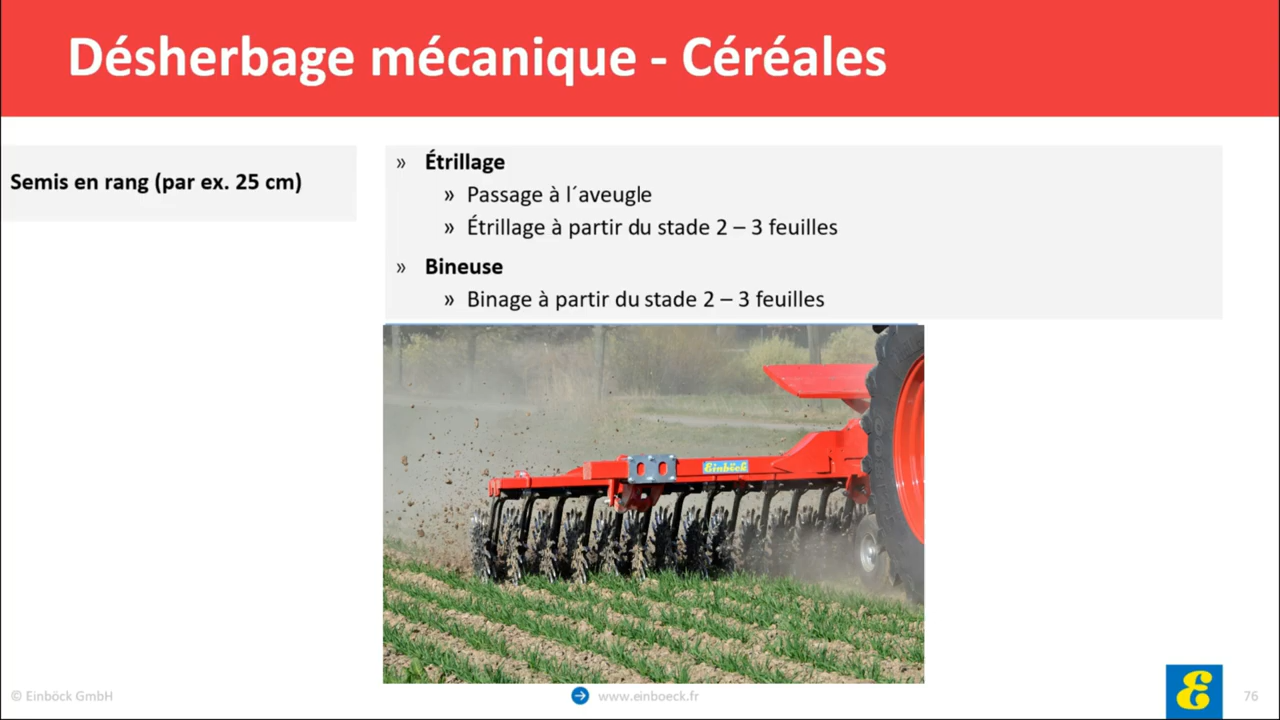 Désherbage mécanique - Céréales
Semis en rang (par ex. 25 cm)
» Étrillage
» Passage à l´aveugle
» Étrillage à partir du stade 2 – 3 feuilles
» Bineuse
» Binage à partir du stade 2 – 3 feuilles
Einböck
© Einböck GmbH
www.einboeck.fr
76